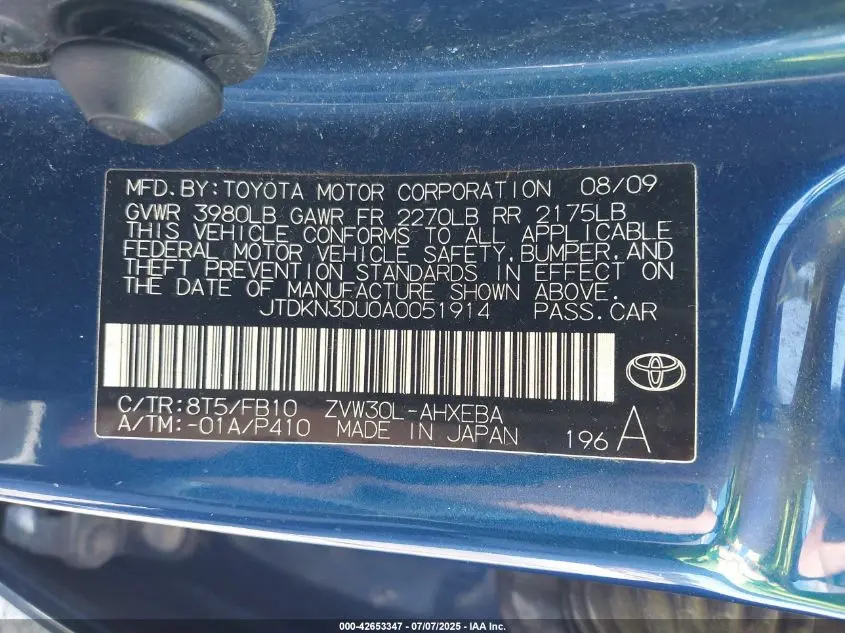 MFD. BY: TOYOTA MOTOR CORPORATION 08/09
GVWR 3980LB GAWR FR 2270LB RR 2175LB
THIS VEHICLE CONFORMS TO ALL APPLICABLE
FEDERAL MOTOR VEHICLE SAFETY, BUMPER, AND
THEFT PREVENTION STANDARDS IN EFFECT ON
THE DATE OF MANUFACTURE SHOWN ABOVE.
JTDKN3DU0A0051914 PASS. CAR
C/TR: 8T5/FB10 ZVW30L-AHXEBA
A/TM: -01A/P410 MADE IN JAPAN 196 A
000-42653347 - 07/07/2025 - IAA Inc.